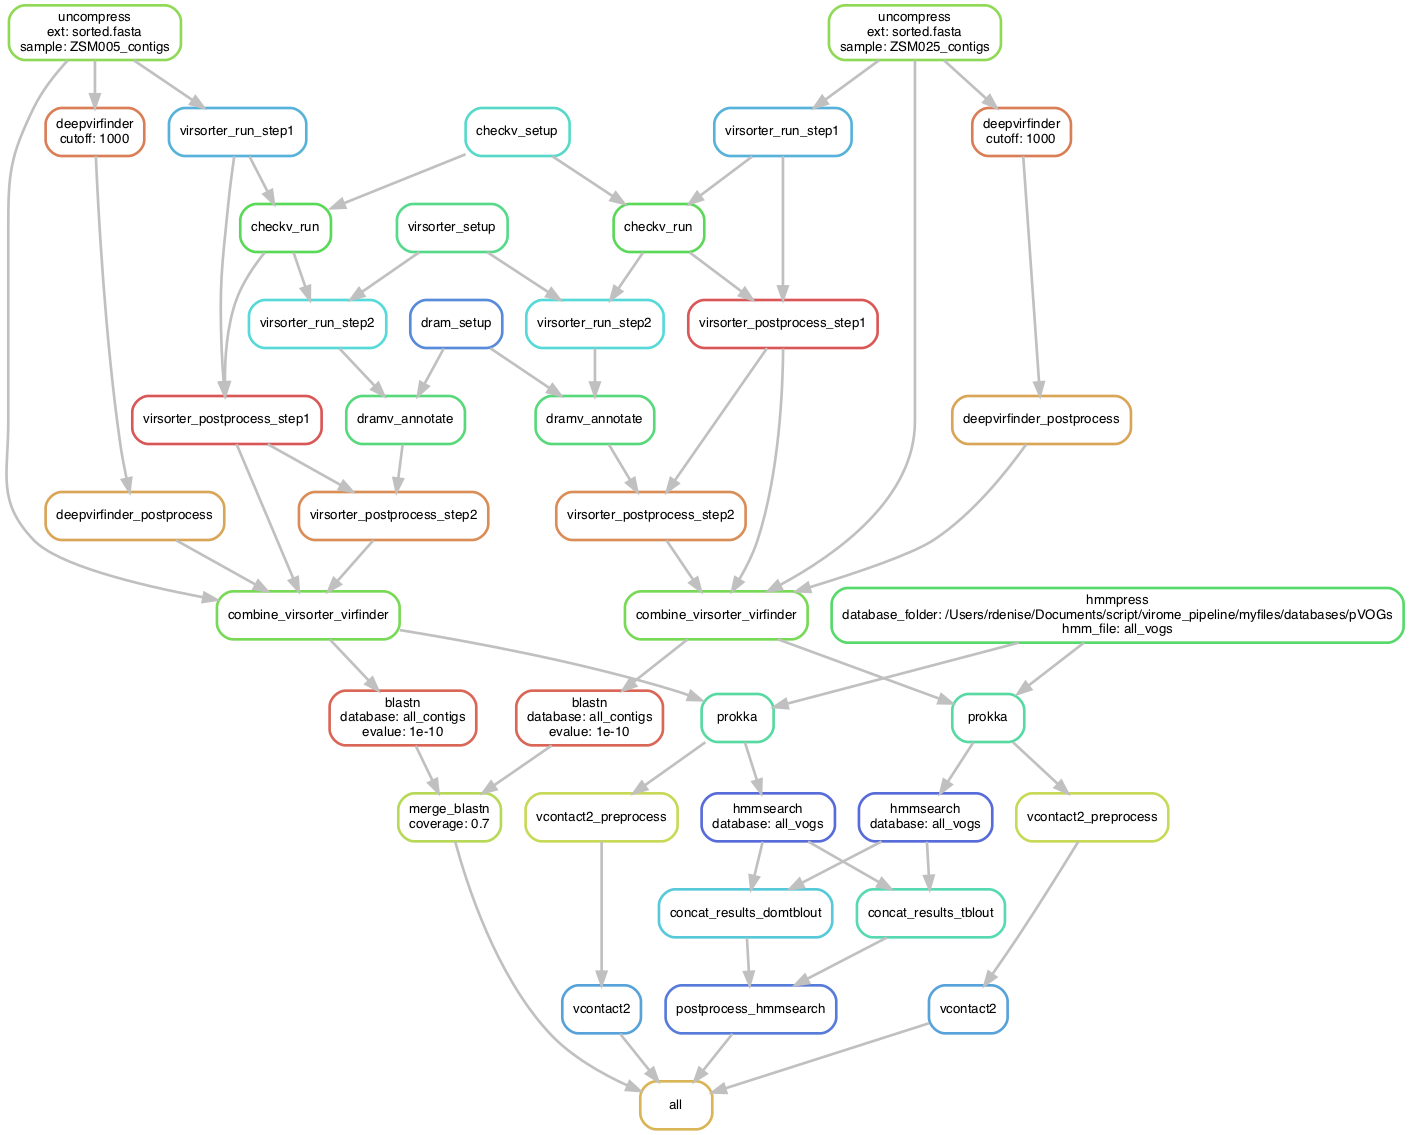 uncompress
ext: sorted.fasta
sample: ZSM005_contigs
uncompress
ext: sorted.fasta
sample: ZSM025_contigs
deepvirfinder
cutoff: 1000
virsorter_run_step1
checkv_setup
virsorter_run_step1
deepvirfinder
cutoff: 1000
checkv_run
virsorter_setup
checkv_run
virsorter_run_step2
dram_setup
virsorter_run_step2
virsorter_postprocess_step1
virsorter_postprocess_step1
dramv_annotate
dramv_annotate
deepvirfinder_postprocess
deepvirfinder_postprocess
virsorter_postprocess_step2
virsorter_postprocess_step2
combine_virsorter_virfinder
combine_virsorter_virfinder
hmmpress
database_folder: /Users/rdenise/Documents/script/virome_pipeline/myfiles/databases/pVOGs
hmm_file: all_vogs
blastn
database: all_contigs
evalue: 1e-10
blastn
database: all_contigs
evalue: 1e-10
prokka
prokka
merge_blastn
coverage: 0.7
vcontact2_preprocess
hmmsearch
database: all_vogs
hmmsearch
database: all_vogs
vcontact2_preprocess
concat_results_domtblout
concat_results_tblout
vcontact2
postprocess_hmmsearch
vcontact2
all